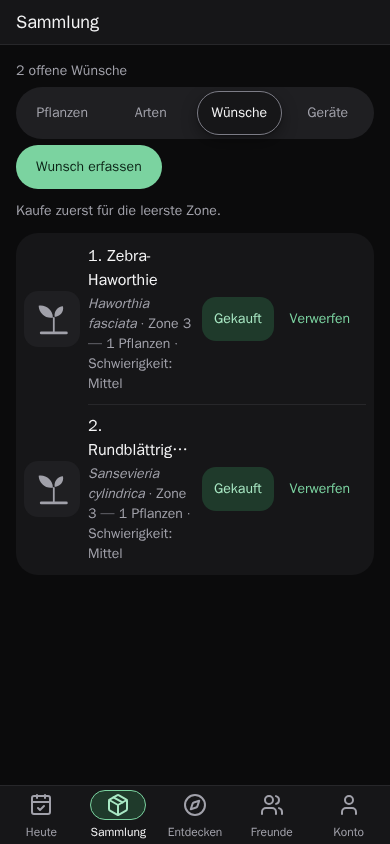 Sammlung
2 offene Wünsche
Pflanzen
Arten
Wünsche
Geräte
Wunsch erfassen
Kaufe zuerst für die leerste Zone.
1. Zebra-
Haworthie
Haworthia
fasciata · Zone 3
— 1 Pflanzen ·
Schwierigkeit:
Mittel
Gekauft
Verwerfen
2.
Rundblättrig…
Sansevieria
cylindrica · Zone
3 — 1 Pflanzen ·
Schwierigkeit:
Mittel
Gekauft
Verwerfen
Heute
Sammlung
Entdecken
Freunde
Konto